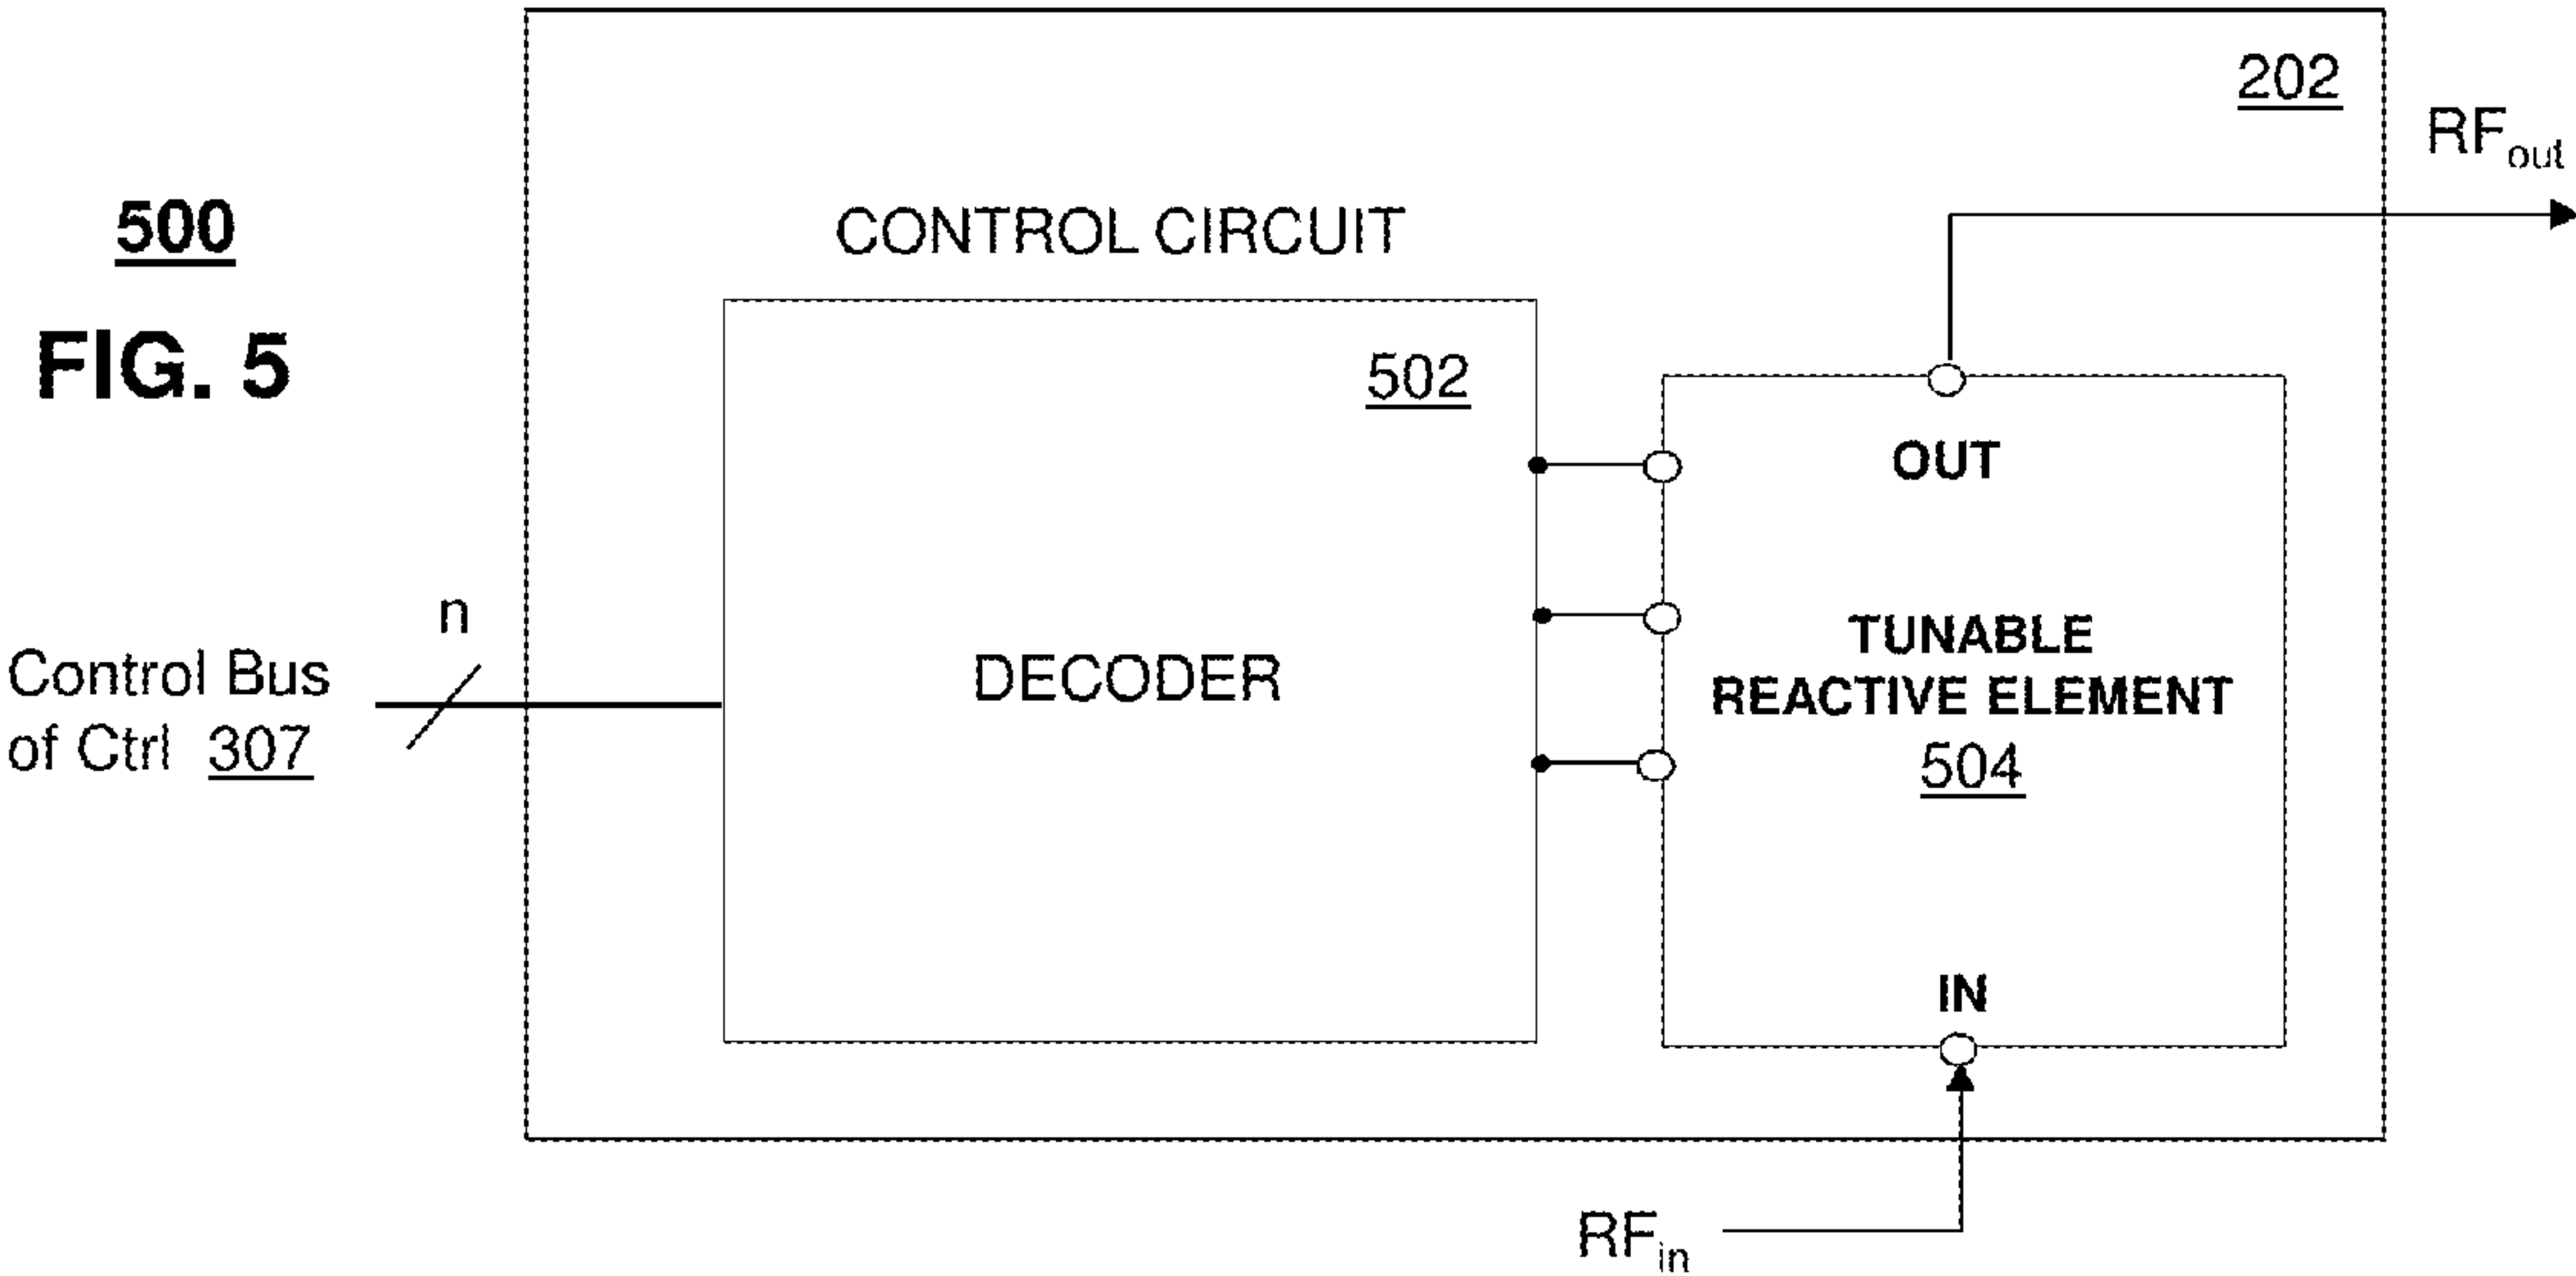 500
FIG. 5
202
RFout
CONTROL CIRCUIT
502
OUT
n
Control Bus
of Ctrl 307
DECODER
TUNABLE
REACTIVE ELEMENT
504
IN
RFin